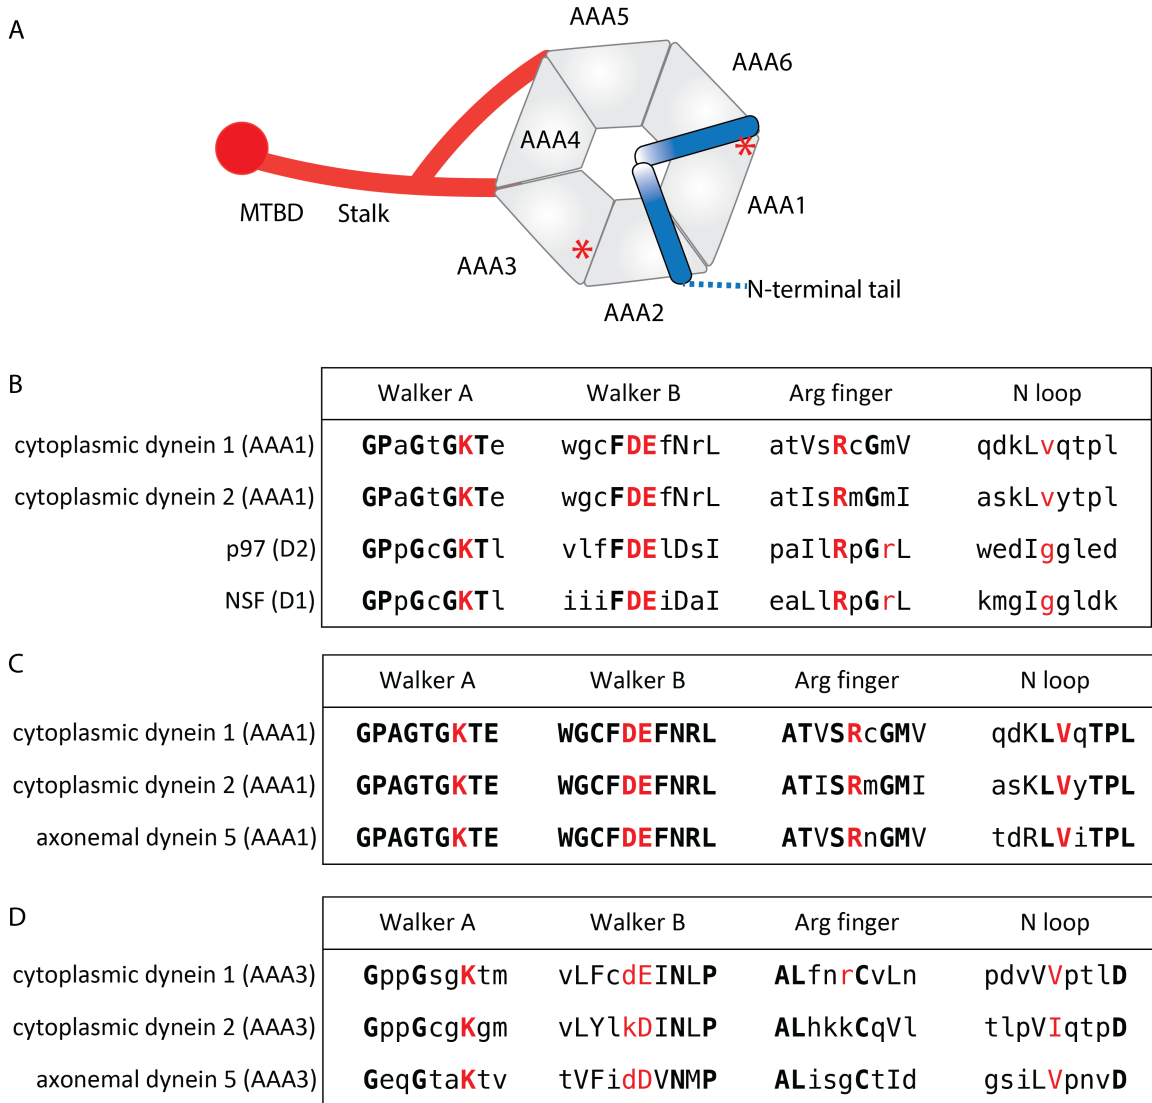 A
AAA5
AAA6
AAA4
*
MTBD
Stalk
AAA1
*
AAA3
N-terminal tail
AAA2
B
Walker A Walker B Arg finger N loop
cytoplasmic dynein 1 (AAA1) GPaGtGKTe wgcFDEfNrL atVsRcGmV qdkLvqtpl
cytoplasmic dynein 2 (AAA1) GPaGtGKTe wgcFDEfNrL atIsRmGmI askLvytpl
p97 (D2) GPpGcGKTl vlfFDElDsI paIlRpGrL wedIggled
NSF (D1) GPpGcGKTl iiiFDEiDaI eaLlRpGrL kmgIggldk
C
Walker A Walker B Arg finger N loop
cytoplasmic dynein 1 (AAA1) GPAGTGKTE WGCFDEFNRL ATVSRcGMV qdKLVqTPL
cytoplasmic dynein 2 (AAA1) GPAGTGKTE WGCFDEFNRL ATISRmGMI asKLVyTPL
axonemal dynein 5 (AAA1) GPAGTGKTE WGCFDEFNRL ATVSRnGMV tdRLViTPL
D
Walker A Walker B Arg finger N loop
cytoplasmic dynein 1 (AAA3) GppGsgKtm vLFcdEINLP ALfnrCvLn pdvVVptlD
cytoplasmic dynein 2 (AAA3) GppGcgKgm vLYlkDINLP ALhkkCqVl tlpVIqtpD
axonemal dynein 5 (AAA3) GeqGtaKtv tVFidDVNMP ALisgCtId gsiLVpnvD